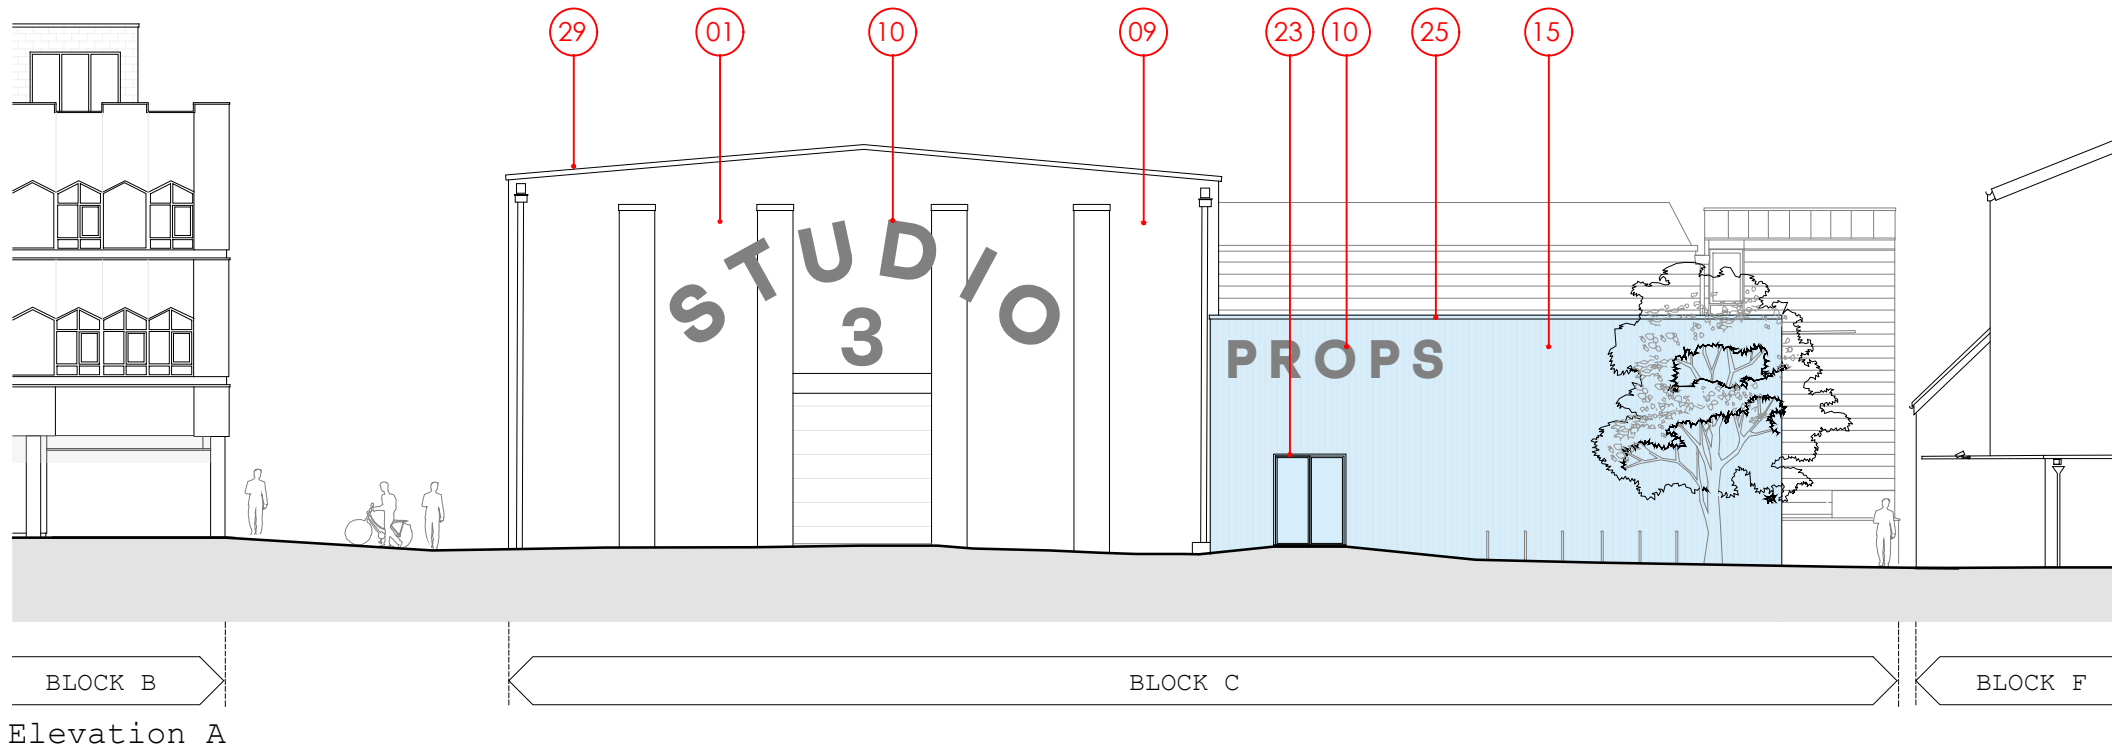 29 01 10 09 23 10 25 15
STUDIO
3
PROPS
BLOCK B BLOCK C BLOCK F
Elevation A